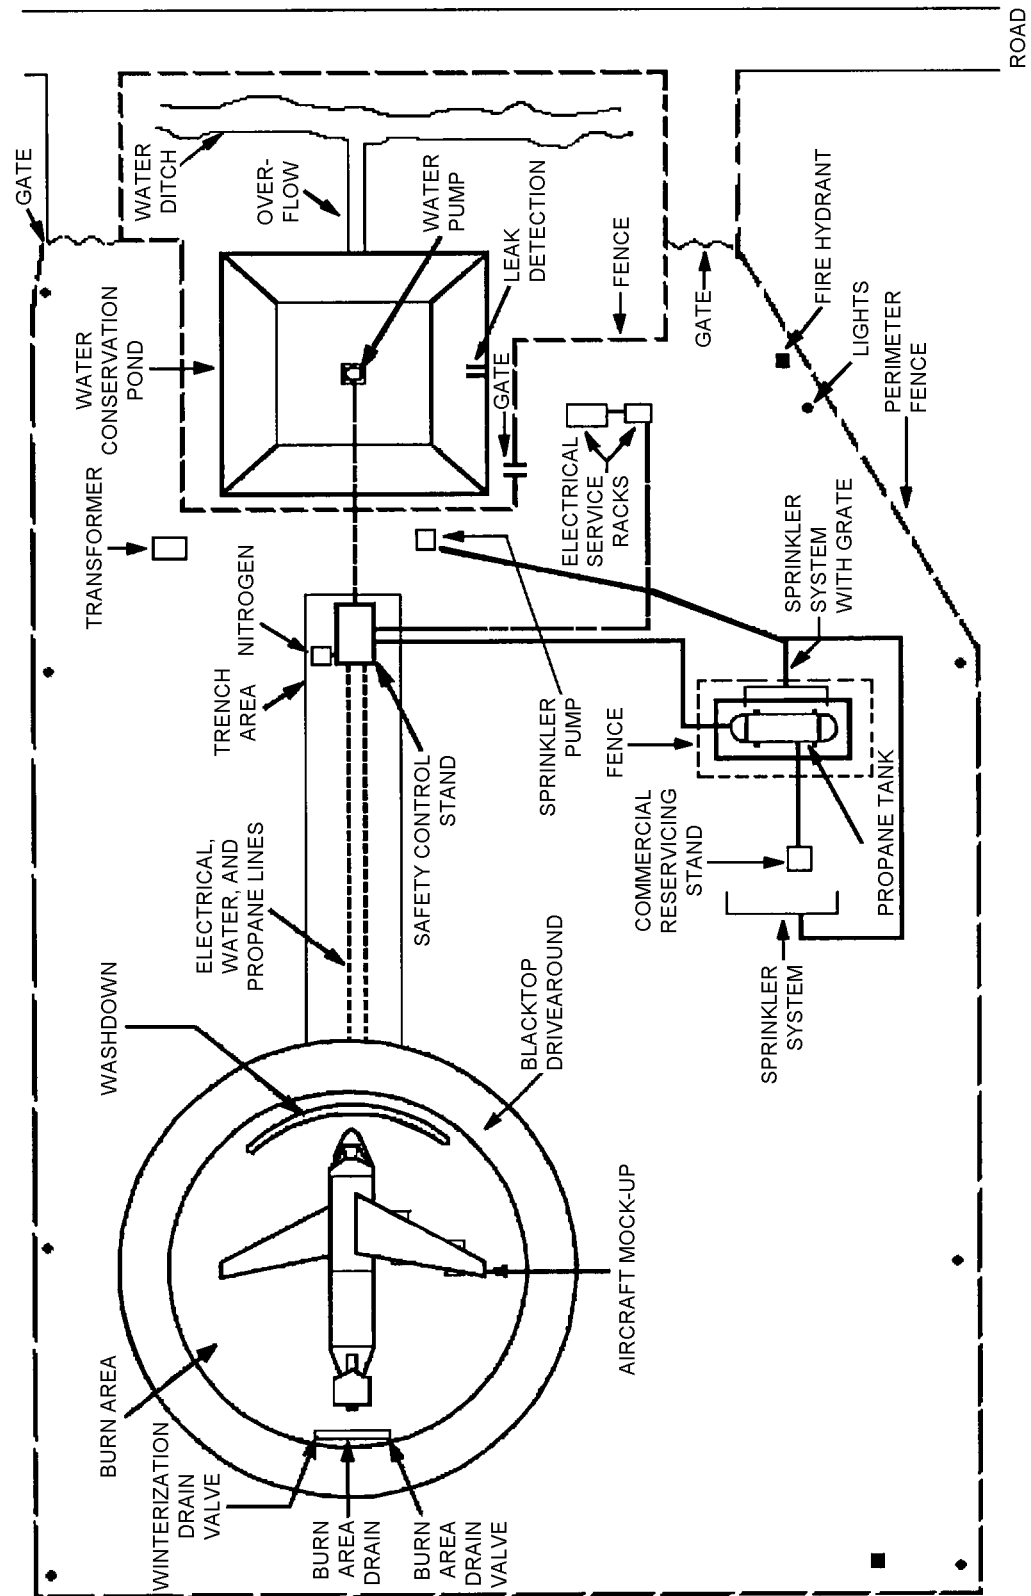 ROAD
GATE
WATER
DITCH
OVER-
FLOW
WATER
PUMP
LEAK
DETECTION
FENCE
GATE
FIRE HYDRANT
LIGHTS
PERIMETER
FENCE
WATER
CONSERVATION
POND
GATE
TRANSFORMER
ELECTRICAL
SERVICE
RACKS
SPRINKLER
SYSTEM
WITH GRATE
NITROGEN
TRENCH
AREA
SAFETY CONTROL
STAND
SPRINKLER
PUMP
FENCE
COMMERCIAL
RESERVICING
STAND
PROPANE TANK
ELECTRICAL,
WATER, AND
PROPANE LINES
WASHDOWN
BLACKTOP
DRIVEAROUND
SPRINKLER
SYSTEM
AIRCRAFT MOCK-UP
BURN AREA
WINTERIZATION
DRAIN
VALVE
BURN
AREA
DRAIN
BURN
AREA
DRAIN
VALVE